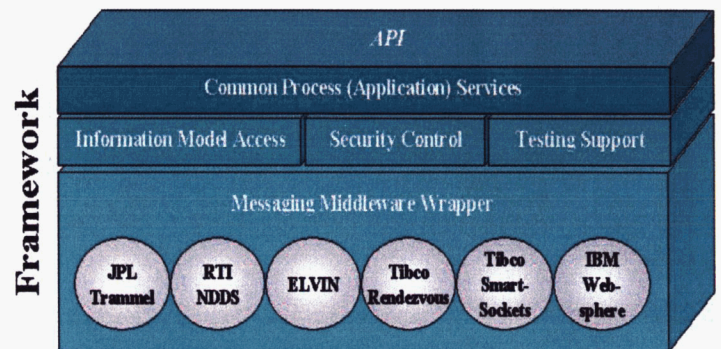 Framework
API
Common Process (Application) Services
Information Model Access
Security Control
Testing Support
Messaging Middleware Wrapper
JPL
Trammel
RTI
NDDS
ELVIN
Tibco
Rendezvous
Tibco
Smart-
Sockets
IBM
Web-
sphere